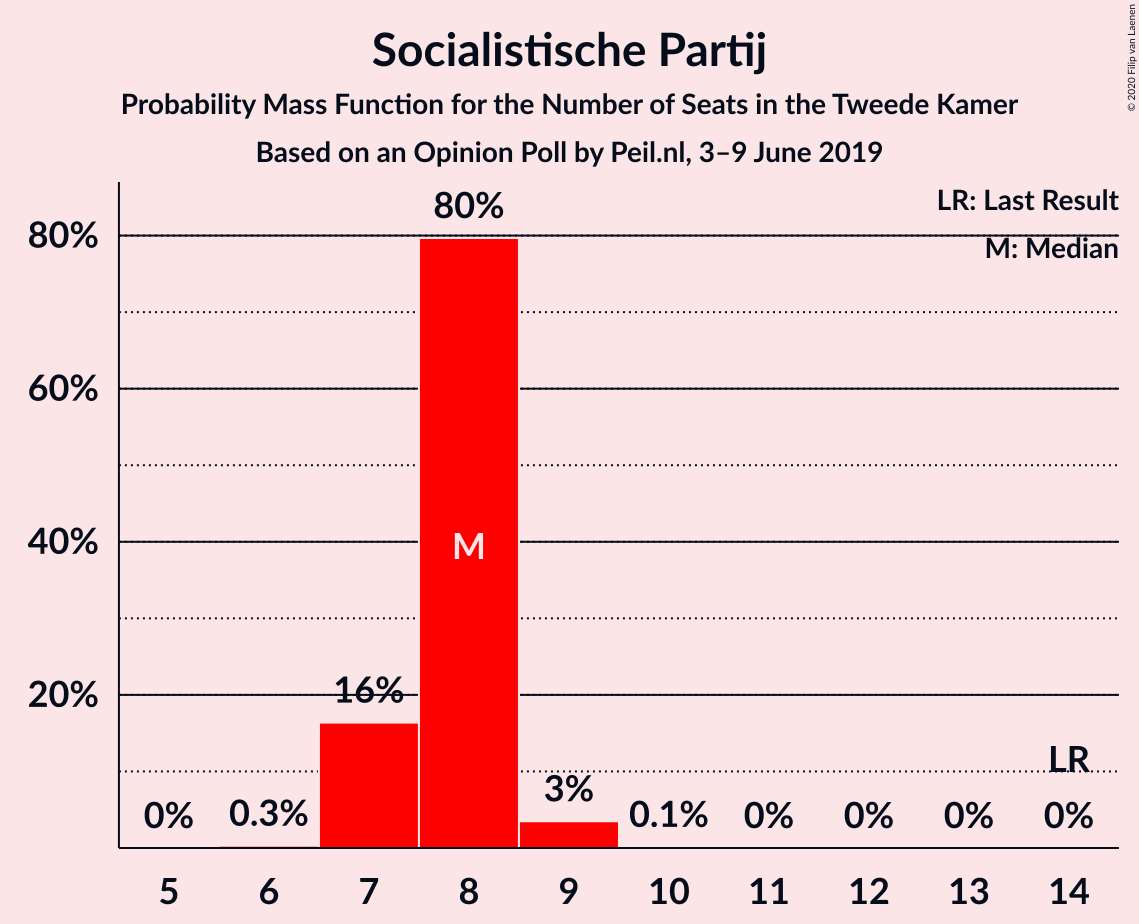 Socialistische Partij
Probability Mass Function for the Number of Seats in the Tweede Kamer
Based on an Opinion Poll by Peil.nl, 3–9 June 2019
© 2020 Filip van Laenen
LR: Last Result
M: Median
80%
60%
40%
20%
0%
0.3%
16%
80%
M
3%
0.1%
0%
0%
0%
LR
0%
5 6 7 8 9 10 11 12 13 14